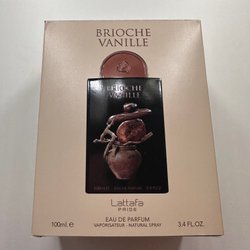 BRIOCHE
VANILLE
BRIOCHE
VANILLE
Lattafa
PRIDE
100ml.e
EAU DE PARFUM
VAPORISATEUR - NATURAL SPRAY
3.4 FL.OZ.